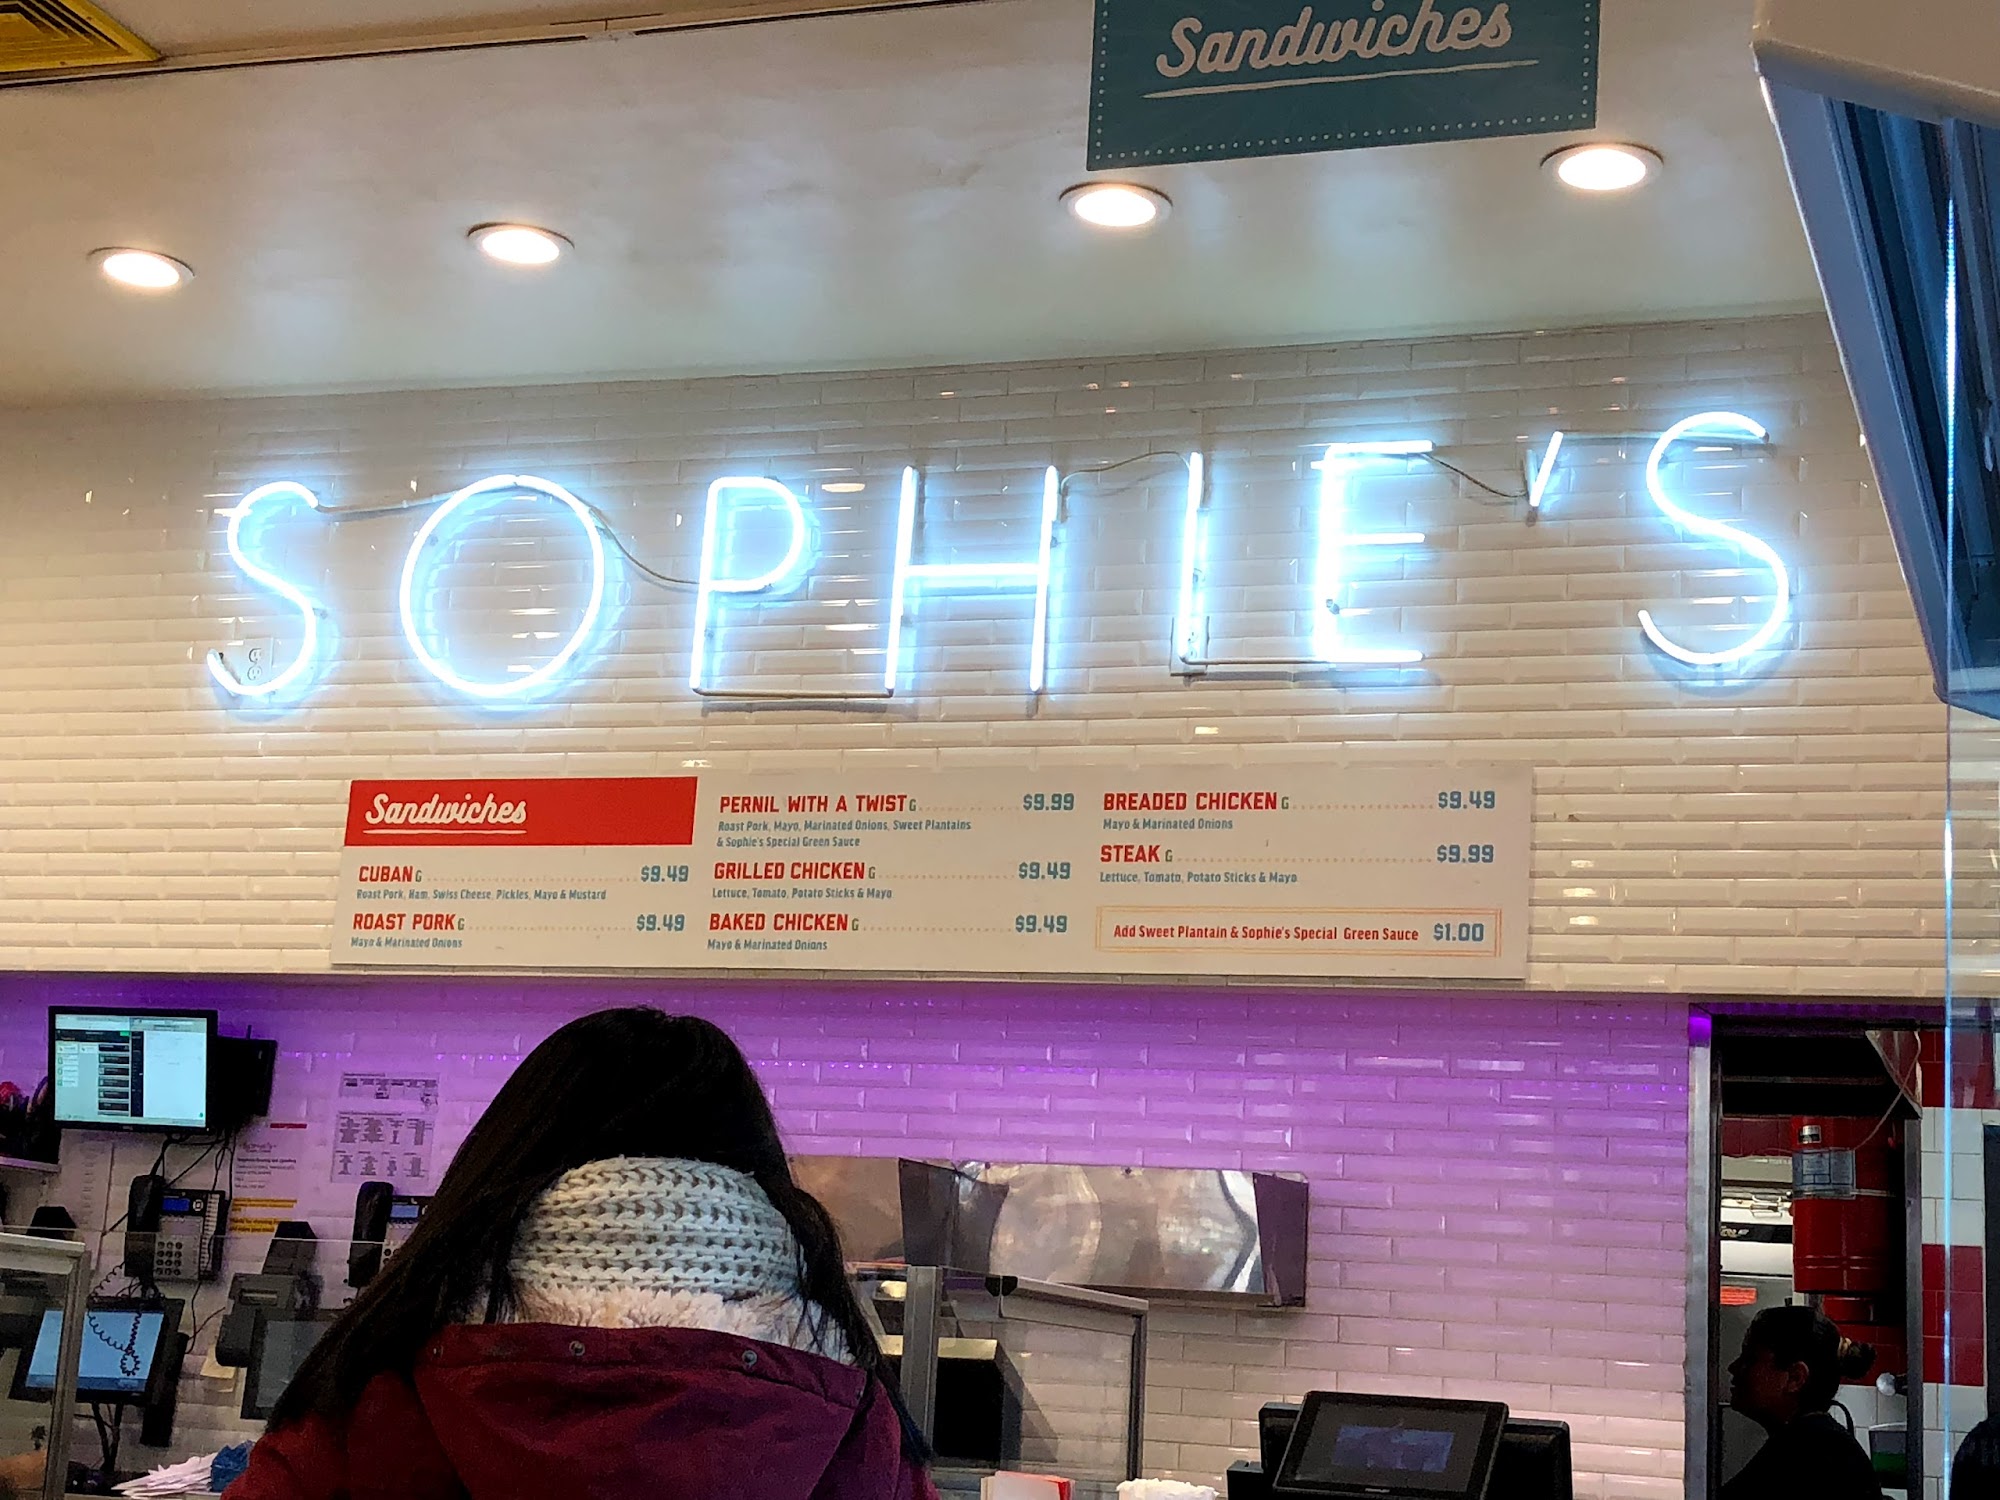 Sandwiches
SOPHIE'S
Sandwiches
CUBAN G $9.49
Roast Pork, Ham, Swiss Cheese, Pickles, Mayo & Mustard
ROAST PORK G $9.49
Mayo & Marinated Onions
PERNIL WITH A TWIST G $9.99
Roast Pork, Mayo, Marinated Onions, Sweet Plantains
& Sophie's Special Green Sauce
GRILLED CHICKEN G $9.49
Lettuce, Tomato, Potato Sticks & Mayo
BAKED CHICKEN G $9.49
Mayo & Marinated Onions
BREADED CHICKEN G $9.49
Mayo & Marinated Onions
STEAK G $9.99
Lettuce, Tomato, Potato Sticks & Mayo
Add Sweet Plantain & Sophie's Special Green Sauce $1.00